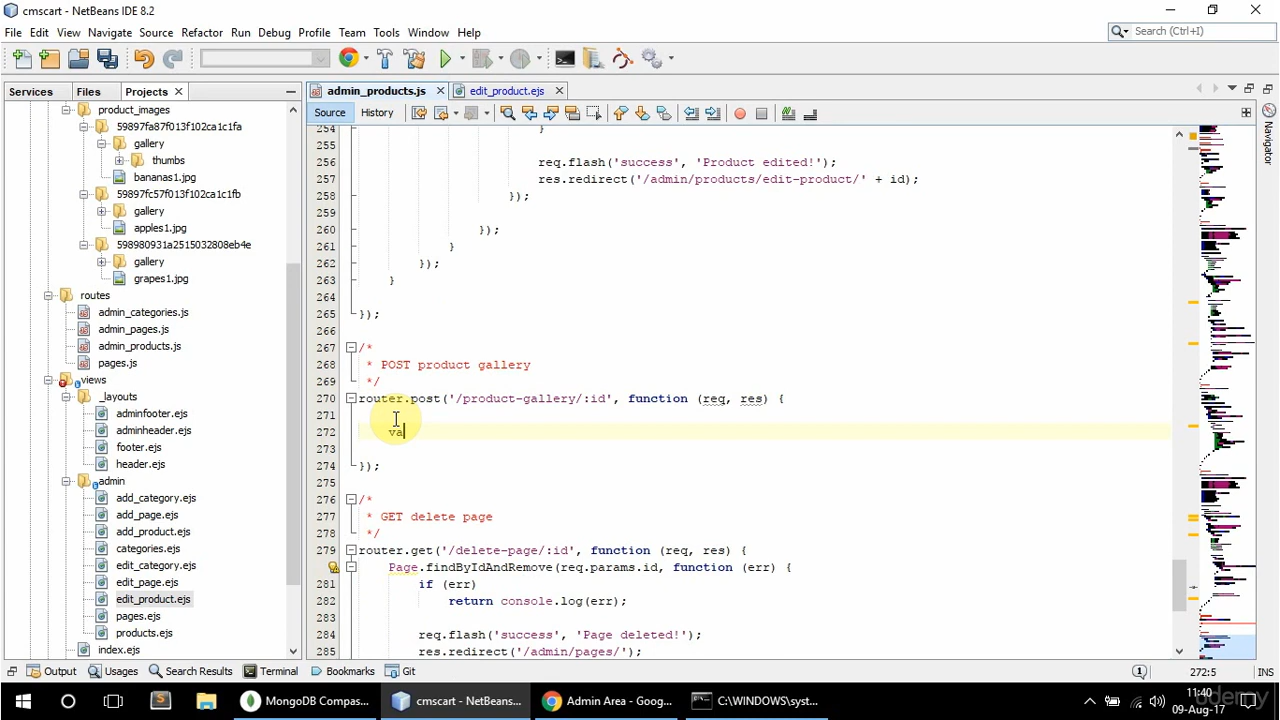 cmscart - NetBeans IDE 8.2
File Edit View Navigate Source Refactor Run Debug Profile Team Tools Window Help
Search (Ctrl+I)
Services Files Projects
admin_products.js edit_product.ejs
Source History
Navigator
product_images
59897fa87f013f102ca1c1fa
gallery
thumbs
bananas1.jpg
59897fc57f013f102ca1c1fb
gallery
apples1.jpg
598980931a2515032808eb4e
gallery
grapes1.jpg
routes
admin_categories.js
admin_pages.js
admin_products.js
pages.js
views
_layouts
adminfooter.ejs
adminheader.ejs
footer.ejs
header.ejs
admin
add_category.ejs
add_page.ejs
add_product.ejs
categories.ejs
edit_category.ejs
edit_page.ejs
edit_product.ejs
pages.ejs
products.ejs
index.ejs
254 }
255
256 req.flash('success', 'Product edited!');
257 res.redirect('/admin/products/edit-product/' + id);
258 });
259
260 });
261 }
262 });
263 }
264
265 });
266
267 /*
268 * POST product gallery
269 */
270 router.post('/product-gallery/:id', function (req, res) {
271
272 va
273
274 });
275
276 /*
277 * GET delete page
278 */
279 router.get('/delete-page/:id', function (req, res) {
Page.findByIdAndRemove(req.params.id, function (err) {
281 if (err)
282 return console.log(err);
283
284 req.flash('success', 'Page deleted!');
285 res.redirect('/admin/pages/');
Output Usages Search Results Terminal Bookmarks Git
1 272:5 INS
MongoDB Compas... cmscart - NetBeans I... Admin Area - Goog... C:\WINDOWS\syst...
11:40
09-Aug-17
udemy